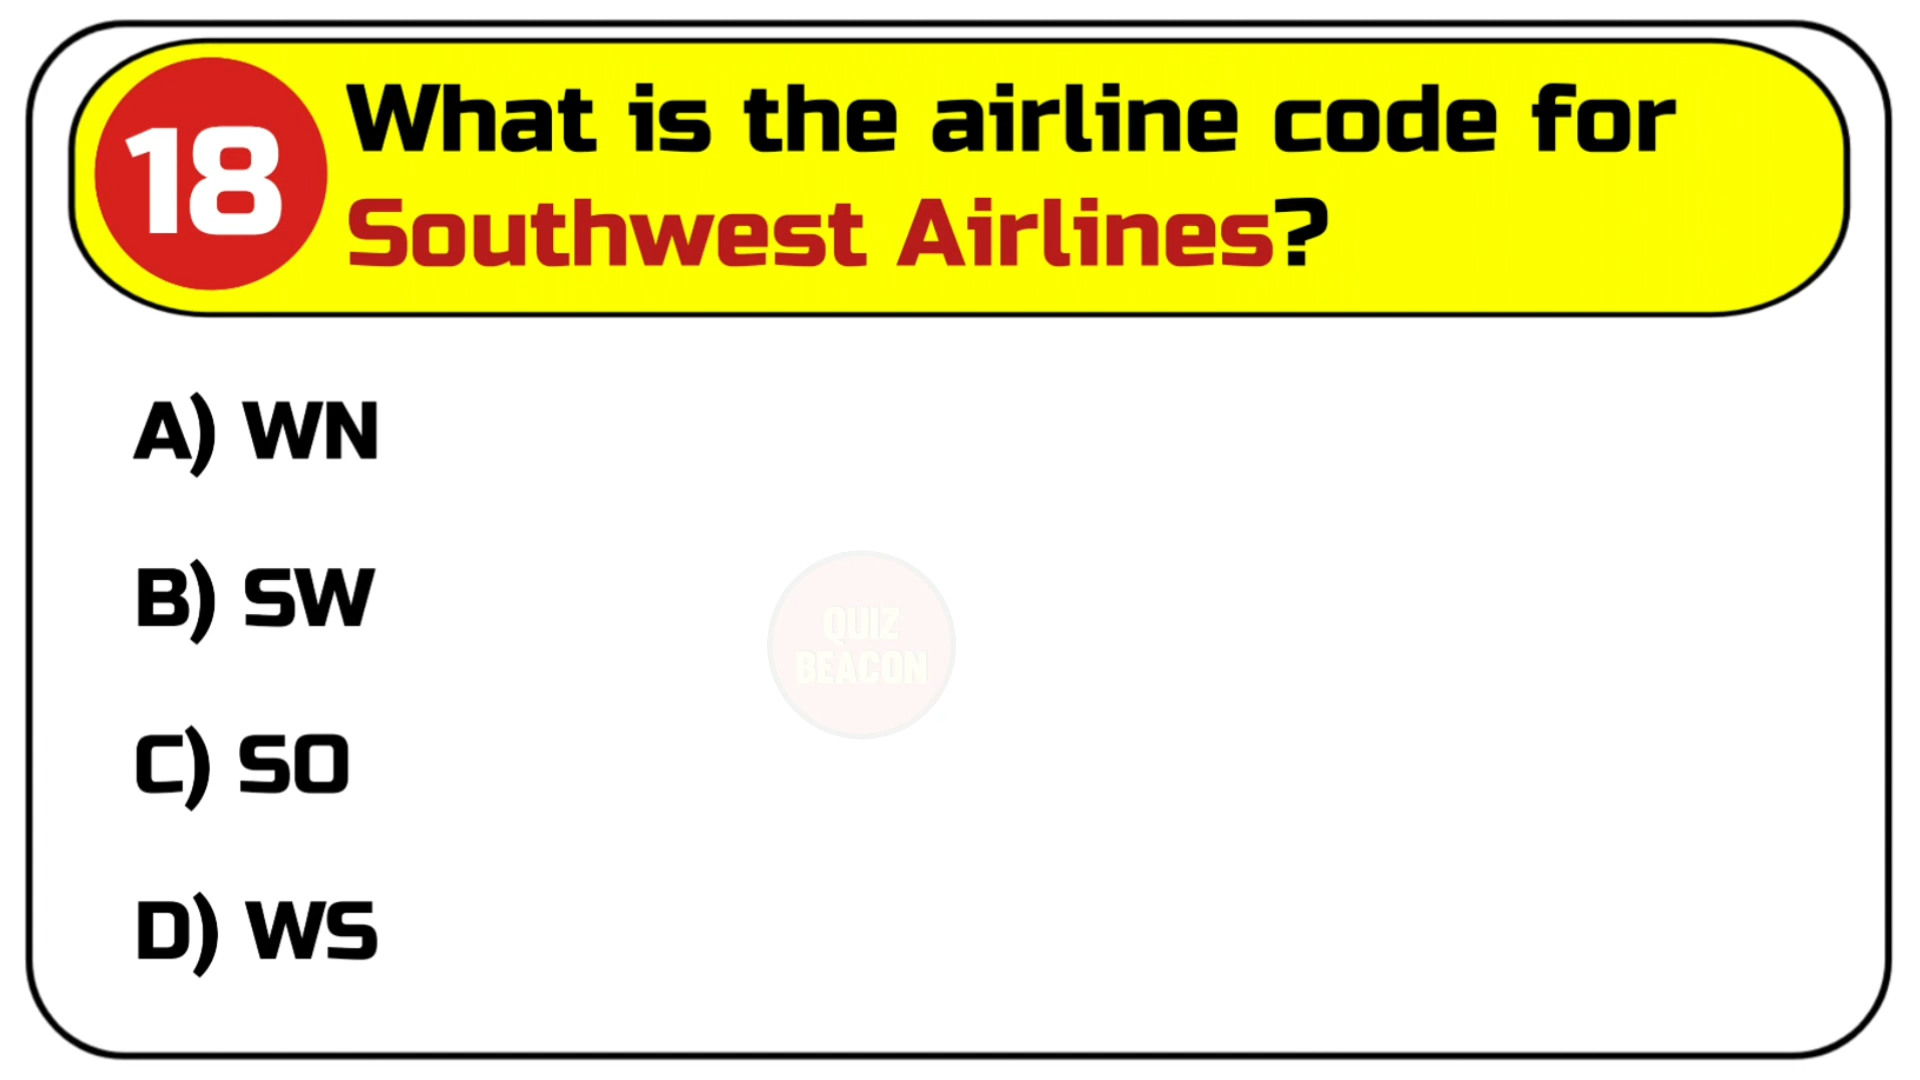 18
What is the airline code for
Southwest Airlines?
A) WN
B) SW
QUIZ
BEACON
C) SO
D) WS